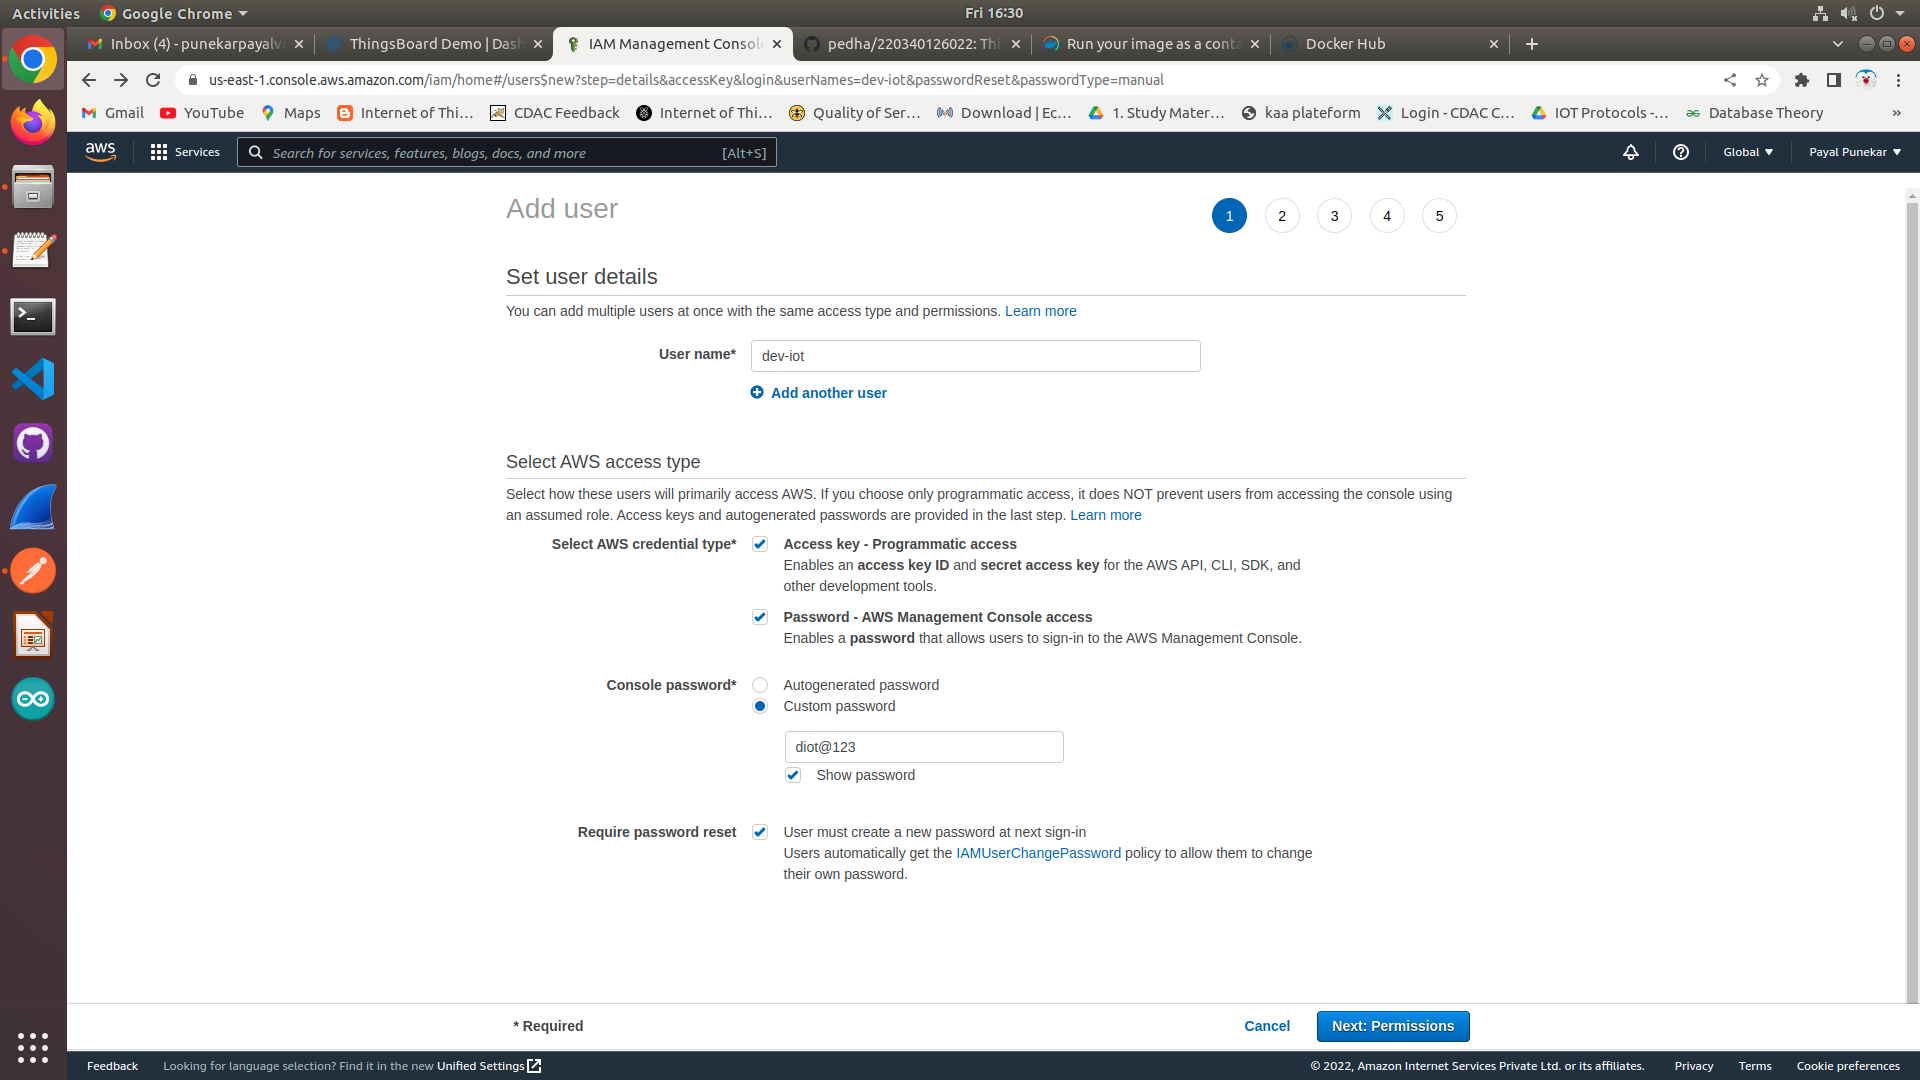 Activities Google Chrome Fri 16:30
Inbox (4) - punekarpayalv ThingsBoard Demo | Dash IAM Management Console pedha/220340126022: Thi Run your image as a conta Docker Hub
us-east-1.console.aws.amazon.com/iam/home#/users$new?step=details&accessKey&login&userNames=dev-iot&passwordReset&passwordType=manual
Gmail YouTube Maps Internet of Thi... CDAC Feedback Internet of Thi... Quality of Ser... Download | Ec... 1. Study Mater... kaa plateform Login - CDAC C... IOT Protocols -... Database Theory »
aws Services Search for services, features, blogs, docs, and more [Alt+S] Global Payal Punekar
Add user 1 2 3 4 5
Set user details
You can add multiple users at once with the same access type and permissions. Learn more
User name* dev-iot
Add another user
Select AWS access type
Select how these users will primarily access AWS. If you choose only programmatic access, it does NOT prevent users from accessing the console using
an assumed role. Access keys and autogenerated passwords are provided in the last step. Learn more
Select AWS credential type* Access key - Programmatic access
Enables an access key ID and secret access key for the AWS API, CLI, SDK, and
other development tools.
Password - AWS Management Console access
Enables a password that allows users to sign-in to the AWS Management Console.
Console password* Autogenerated password
Custom password
diot@123
Show password
Require password reset User must create a new password at next sign-in
Users automatically get the IAMUserChangePassword policy to allow them to change
their own password.
* Required Cancel Next: Permissions
Feedback Looking for language selection? Find it in the new Unified Settings © 2022, Amazon Internet Services Private Ltd. or its affiliates. Privacy Terms Cookie preferences